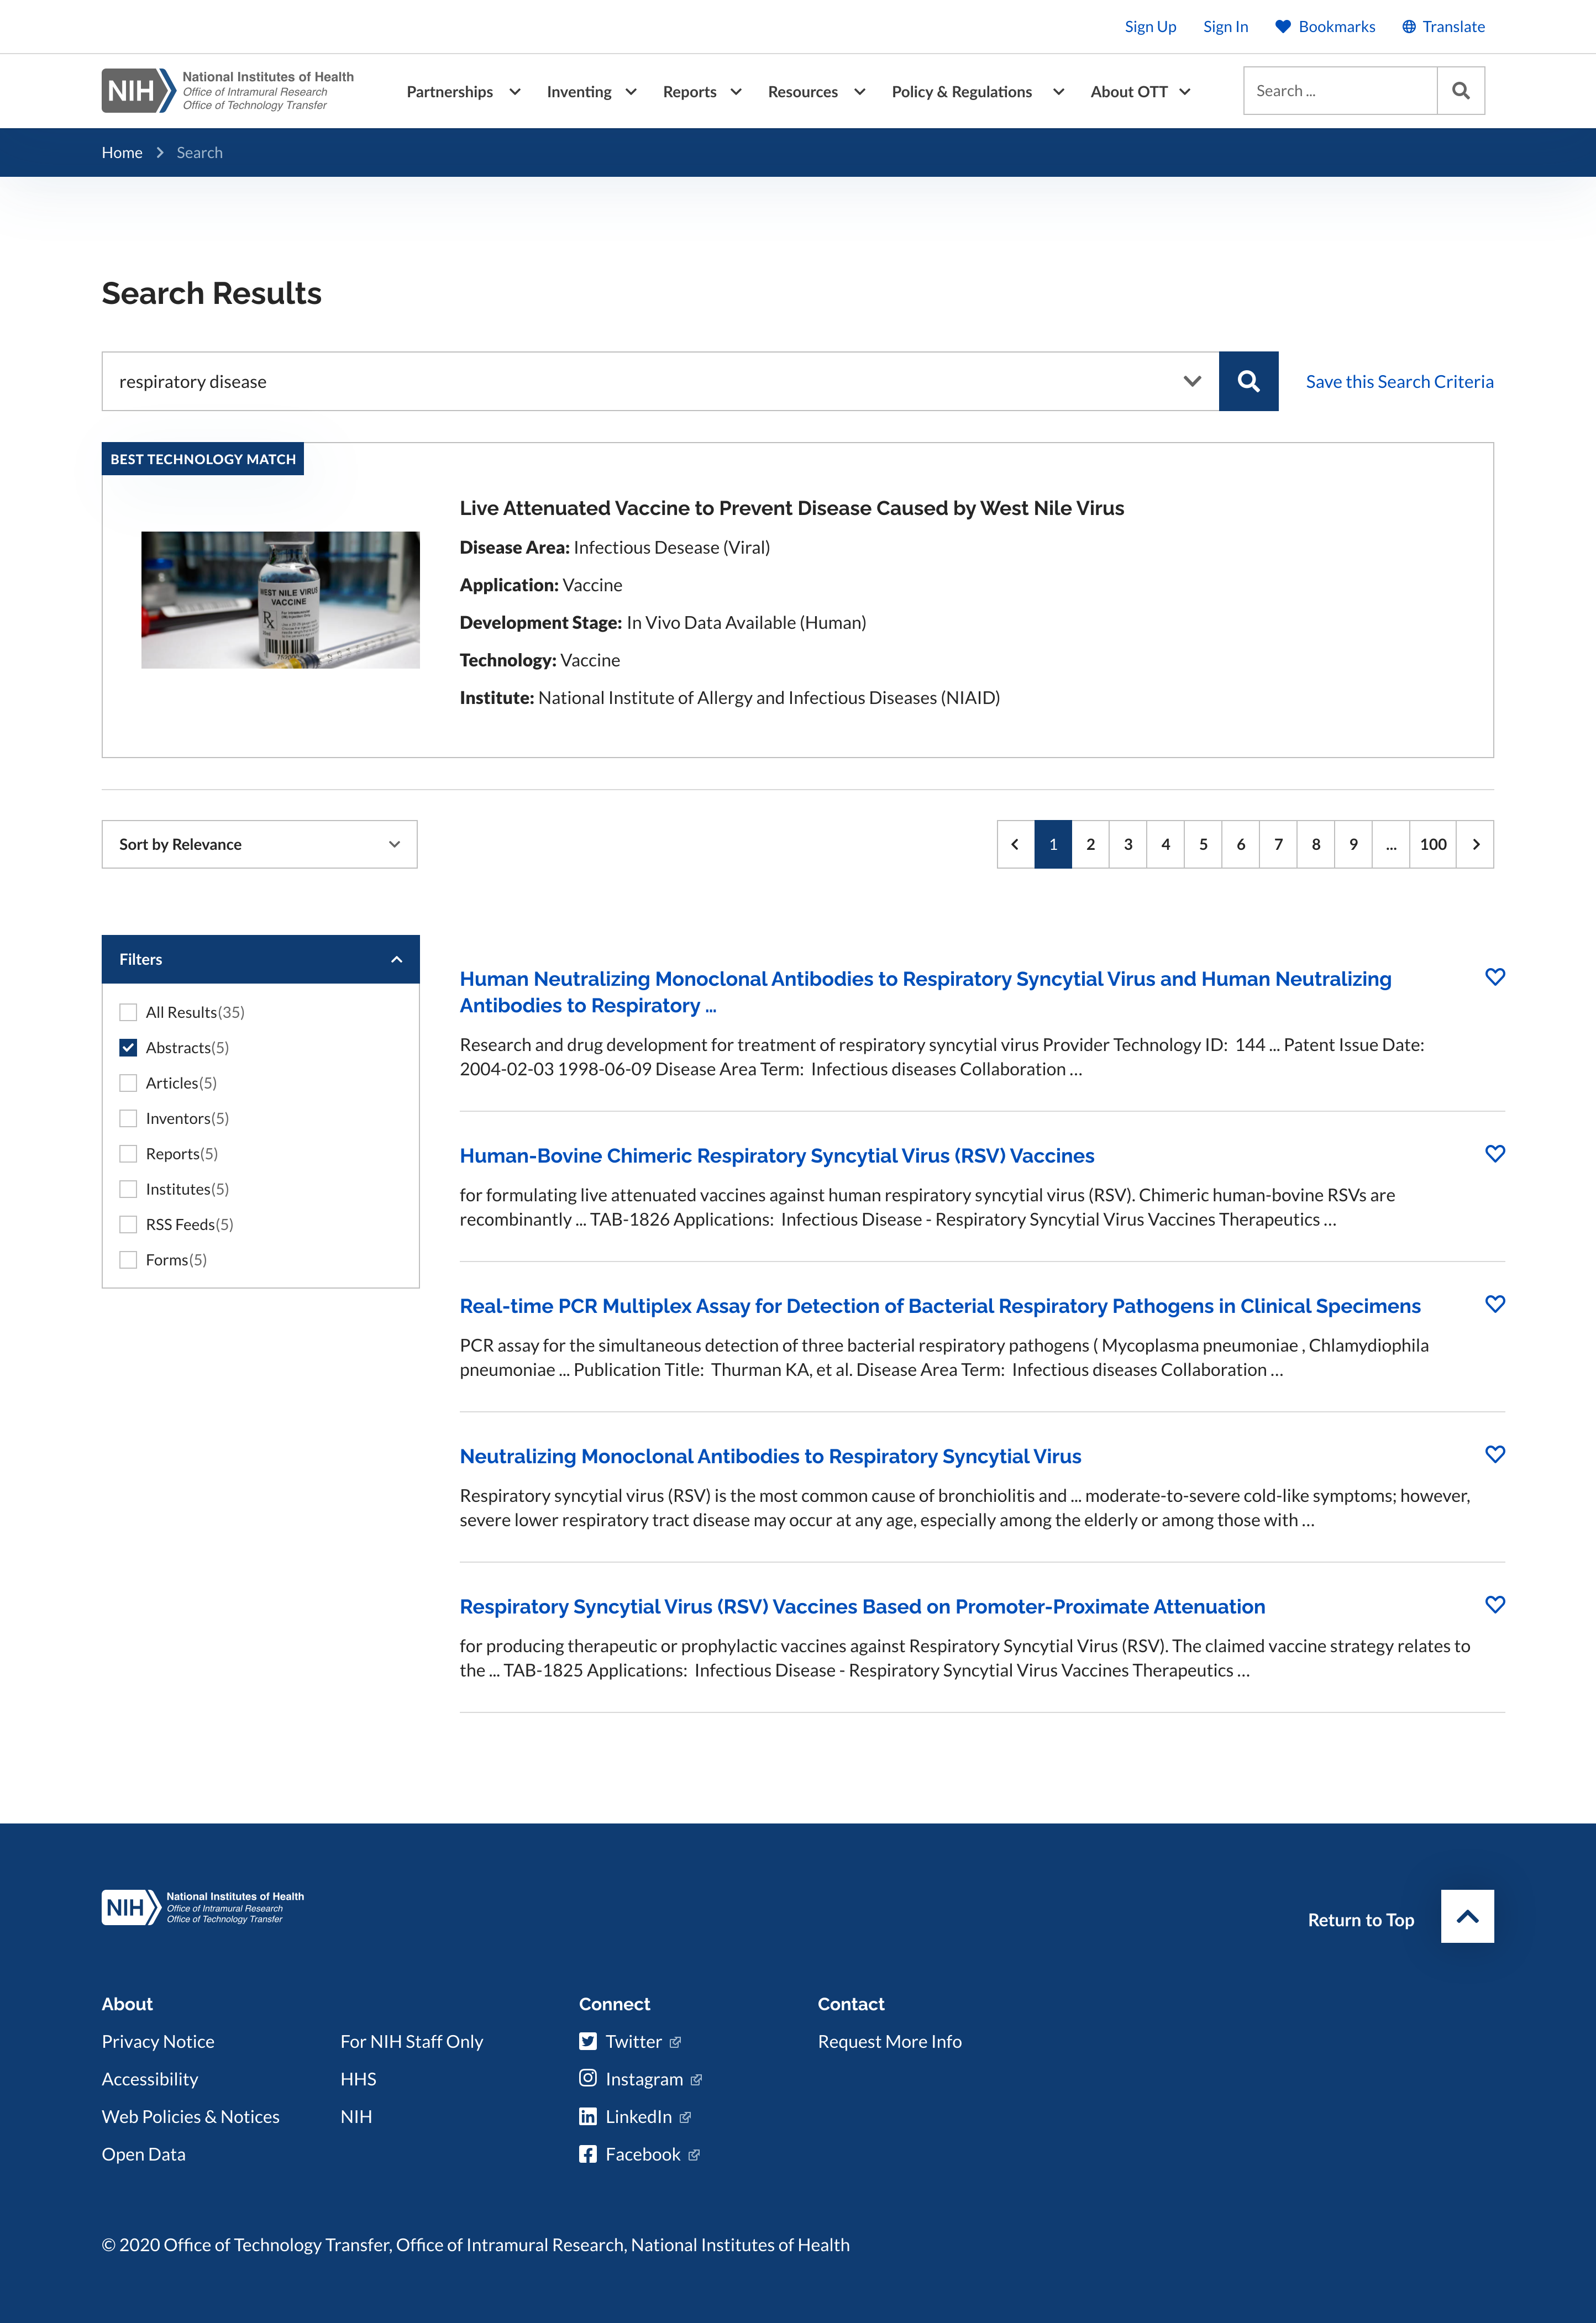 Sign Up Sign In Bookmarks Translate
NIH National Institutes of Health
Office of Intramural Research
Office of Technology Transfer
Partnerships Inventing Reports Resources Policy & Regulations About OTT Search ...
Home Search
Search Results
respiratory disease
Save this Search Criteria
BEST TECHNOLOGY MATCH
WEST NILE VIRUS
VACCINE
Rx
Live Attenuated Vaccine to Prevent Disease Caused by West Nile Virus
Disease Area: Infectious Desease (Viral)
Application: Vaccine
Development Stage: In Vivo Data Available (Human)
Technology: Vaccine
Institute: National Institute of Allergy and Infectious Diseases (NIAID)
Sort by Relevance
1 2 3 4 5 6 7 8 9 ... 100
Filters
All Results(35)
Abstracts(5)
Articles(5)
Inventors(5)
Reports(5)
Institutes(5)
RSS Feeds(5)
Forms(5)
Human Neutralizing Monoclonal Antibodies to Respiratory Syncytial Virus and Human Neutralizing
Antibodies to Respiratory ...
Research and drug development for treatment of respiratory syncytial virus Provider Technology ID: 144 ... Patent Issue Date:
2004-02-03 1998-06-09 Disease Area Term: Infectious diseases Collaboration ...
Human-Bovine Chimeric Respiratory Syncytial Virus (RSV) Vaccines
for formulating live attenuated vaccines against human respiratory syncytial virus (RSV). Chimeric human-bovine RSVs are
recombinantly ... TAB-1826 Applications: Infectious Disease - Respiratory Syncytial Virus Vaccines Therapeutics ...
Real-time PCR Multiplex Assay for Detection of Bacterial Respiratory Pathogens in Clinical Specimens
PCR assay for the simultaneous detection of three bacterial respiratory pathogens ( Mycoplasma pneumoniae , Chlamydiophila
pneumoniae ... Publication Title: Thurman KA, et al. Disease Area Term: Infectious diseases Collaboration ...
Neutralizing Monoclonal Antibodies to Respiratory Syncytial Virus
Respiratory syncytial virus (RSV) is the most common cause of bronchiolitis and ... moderate-to-severe cold-like symptoms; however,
severe lower respiratory tract disease may occur at any age, especially among the elderly or among those with ...
Respiratory Syncytial Virus (RSV) Vaccines Based on Promoter-Proximate Attenuation
for producing therapeutic or prophylactic vaccines against Respiratory Syncytial Virus (RSV). The claimed vaccine strategy relates to
the ... TAB-1825 Applications: Infectious Disease - Respiratory Syncytial Virus Vaccines Therapeutics ...
NIH National Institutes of Health
Office of Intramural Research
Office of Technology Transfer
Return to Top
About
Privacy Notice
Accessibility
Web Policies & Notices
Open Data
For NIH Staff Only
HHS
NIH
Connect
Twitter
Instagram
LinkedIn
Facebook
Contact
Request More Info
© 2020 Office of Technology Transfer, Office of Intramural Research, National Institutes of Health